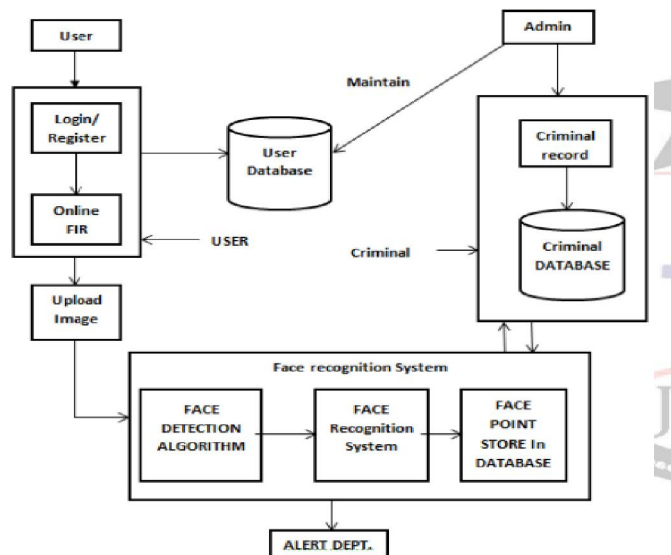 User
Admin
Maintain
Login/
Register
User
Database
Criminal
record
Online
FIR
USER
Criminal
Criminal
DATABASE
Upload
Image
Face recognition System
FACE
DETECTION
ALGORITHM
FACE
Recognition
System
FACE
POINT
STORE In
DATABASE
ALERT DEPT.
J